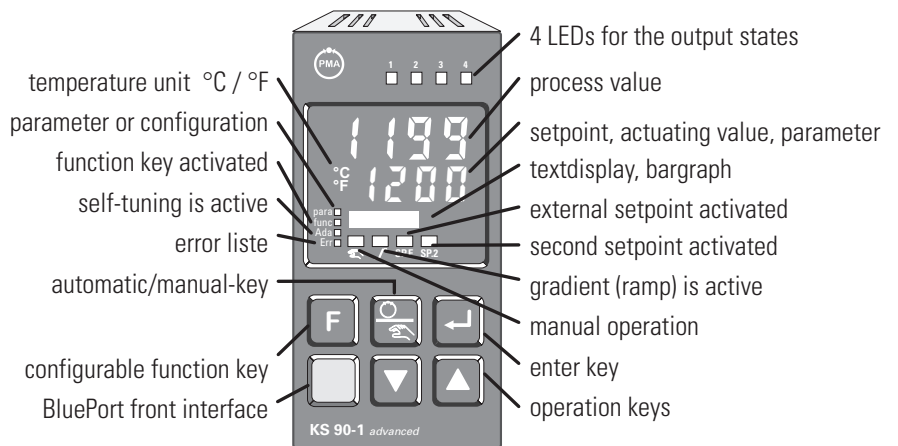 temperature unit °C / °F
parameter or configuration
function key activated
self-tuning is active
error liste
automatic/manual-key
configurable function key
BluePort front interface
PMA
1 2 3 4
1199
°C
°F
1200
para
func
Ada
Err
SP.E SP.2
F
KS 90-1 advanced
4 LEDs for the output states
process value
setpoint, actuating value, parameter
textdisplay, bargraph
external setpoint activated
second setpoint activated
gradient (ramp) is active
manual operation
enter key
operation keys